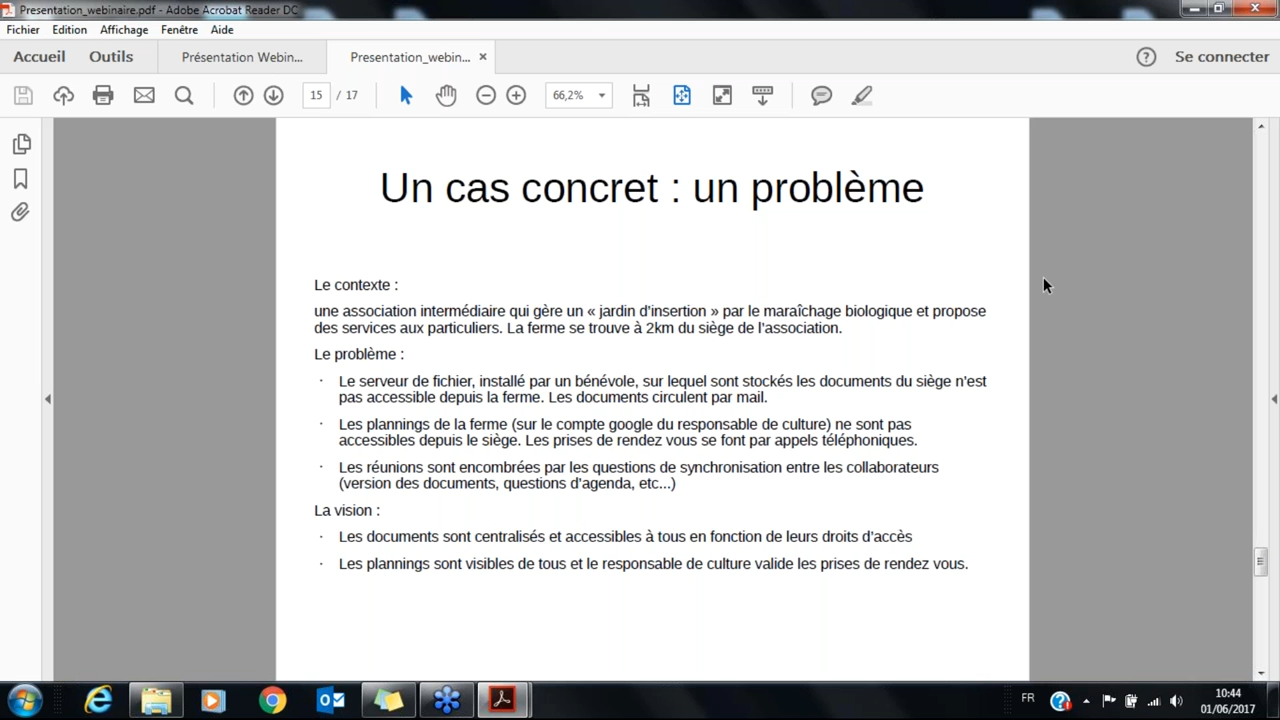 Presentation_webinaire.pdf - Adobe Acrobat Reader DC
Fichier Edition Affichage Fenêtre Aide
Accueil Outils Présentation Webin... Presentation_webin... × ? Se connecter
15 / 17 66,2%
Un cas concret : un problème
Le contexte :
une association intermédiaire qui gère un « jardin d'insertion » par le maraîchage biologique et propose
des services aux particuliers. La ferme se trouve à 2km du siège de l'association.
Le problème :
· Le serveur de fichier, installé par un bénévole, sur lequel sont stockés les documents du siège n'est
pas accessible depuis la ferme. Les documents circulent par mail.
· Les plannings de la ferme (sur le compte google du responsable de culture) ne sont pas
accessibles depuis le siège. Les prises de rendez vous se font par appels téléphoniques.
· Les réunions sont encombrées par les questions de synchronisation entre les collaborateurs
(version des documents, questions d'agenda, etc...)
La vision :
· Les documents sont centralisés et accessibles à tous en fonction de leurs droits d'accès
· Les plannings sont visibles de tous et le responsable de culture valide les prises de rendez vous.
FR 10:44
01/06/2017